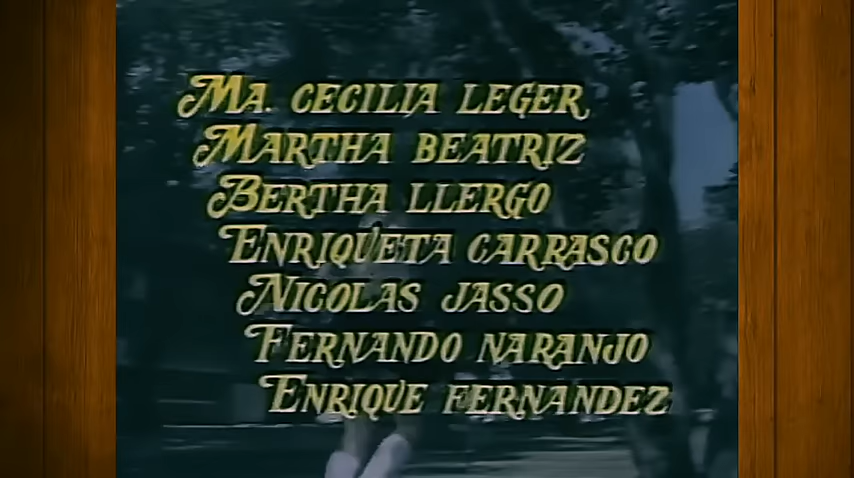 MA. CECILIA LEGER
MARTHA BEATRIZ
BERTHA LLERGO
ENRIQUETA CARRASCO
NICOLAS JASSO
FERNANDO NARANJO
ENRIQUE FERNANDEZ